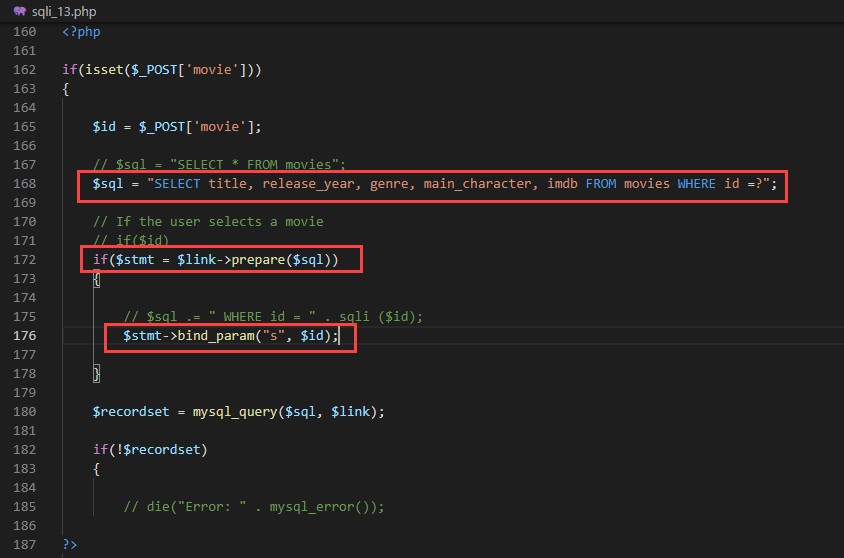 sqli_13.php
160 <?php
161
162 if(isset($_POST['movie']))
163 {
164
165 $id = $_POST['movie'];
166
167 // $sql = "SELECT * FROM movies";
168 $sql = "SELECT title, release_year, genre, main_character, imdb FROM movies WHERE id =?";
169
170 // If the user selects a movie
171 // if($id)
172 if($stmt = $link->prepare($sql))
173 {
174
175 // $sql .= " WHERE id = " . sqli ($id);
176 $stmt->bind_param("s", $id);
177
178 }
179
180 $recordset = mysql_query($sql, $link);
181
182 if(!$recordset)
183 {
184
185 // die("Error: " . mysql_error());
186
187 ?>